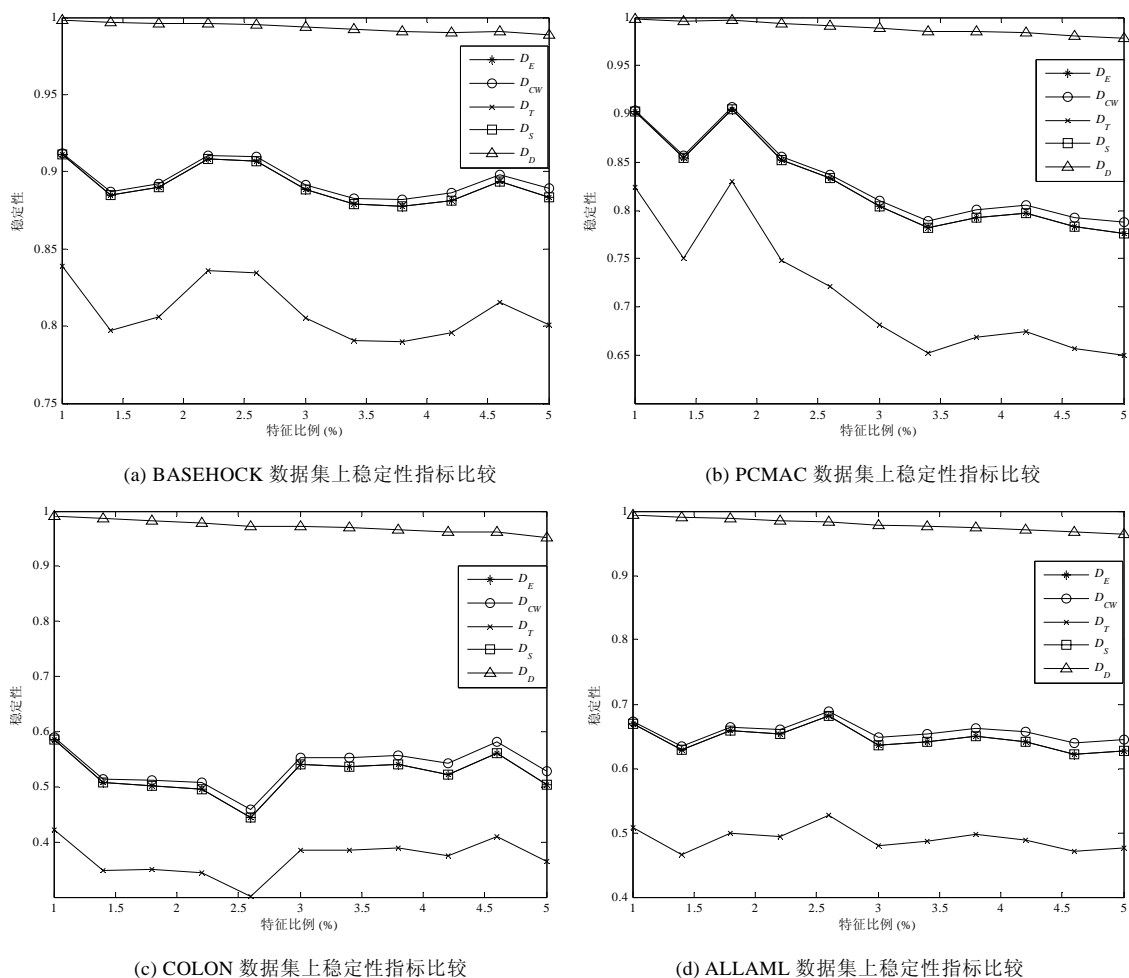 1
0.95
0.9
0.85
0.8
0.75
稳定性
D_E
D_CW
D_T
D_S
D_D
1 1.5 2 2.5 3 3.5 4 4.5 5
特征比例 (%)
(a) BASEHOCK 数据集上稳定性指标比较
1
0.95
0.9
0.85
0.8
0.75
0.7
0.65
稳定性
D_E
D_CW
D_T
D_S
D_D
1 1.5 2 2.5 3 3.5 4 4.5 5
特征比例 (%)
(b) PCMAC 数据集上稳定性指标比较
1
0.9
0.8
0.7
0.6
0.5
0.4
稳定性
D_E
D_CW
D_T
D_S
D_D
1 1.5 2 2.5 3 3.5 4 4.5 5
特征比例 (%)
(c) COLON 数据集上稳定性指标比较
1
0.9
0.8
0.7
0.6
0.5
0.4
稳定性
D_E
D_CW
D_T
D_S
D_D
1 1.5 2 2.5 3 3.5 4 4.5 5
特征比例 (%)
(d) ALLAML 数据集上稳定性指标比较